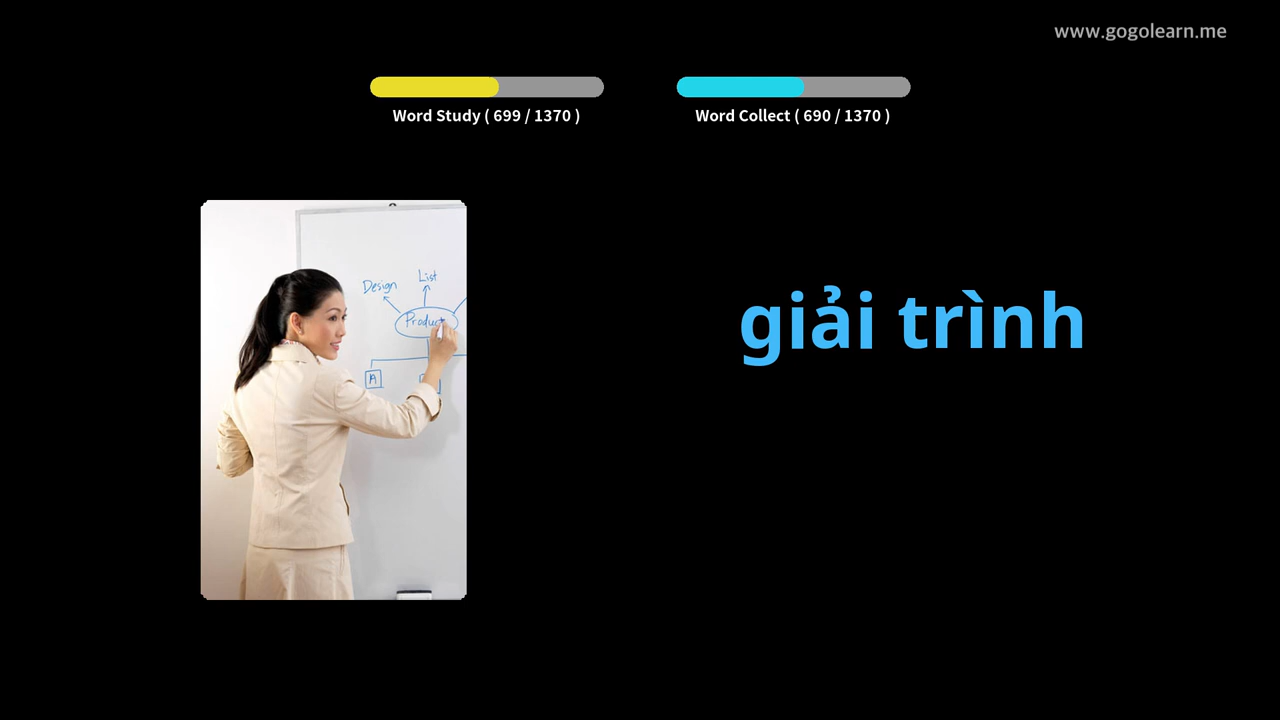 www.gogolearn.me
Word Study ( 699 / 1370 )
Word Collect ( 690 / 1370 )
giải trình
Design
List
Product
A